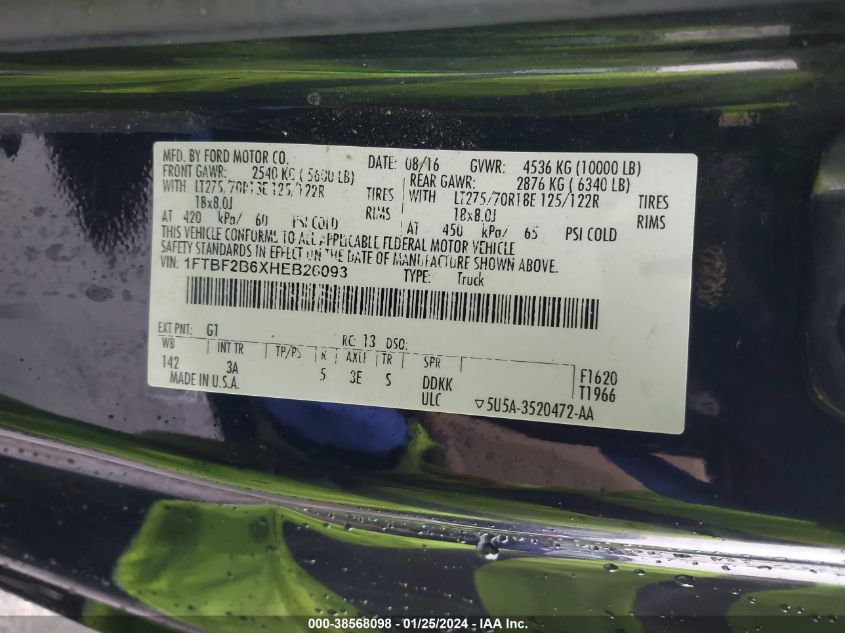 MFD. BY FORD MOTOR CO. DATE: 08/16 GVWR: 4536 KG (10000 LB)
FRONT GAWR: 2540 KG (5600 LB) REAR GAWR: 2876 KG (6340 LB)
WITH LT275/70R18E 125/122R TIRES WITH LT275/70R18E 125/122R TIRES
18x8.0J RIMS 18x8.0J RIMS
AT 420 kPa/ 60 PSI COLD AT 450 kPa/ 65 PSI COLD
THIS VEHICLE CONFORMS TO ALL APPLICABLE FEDERAL MOTOR VEHICLE
SAFETY STANDARDS IN EFFECT ON THE DATE OF MANUFACTURE SHOWN ABOVE.
VIN: 1FTBF2B6XHEB26093 TYPE: Truck
EXT PNT: G1 RC: 13 DSO:
WB INT TR TP/PS R AXLE TR SPR
142 3A 5 3E S DDKK F1620
MADE IN U.S.A. ULC T1966
▽5U5A-3520472-AA
000-38568098 - 01/25/2024 - IAA Inc.